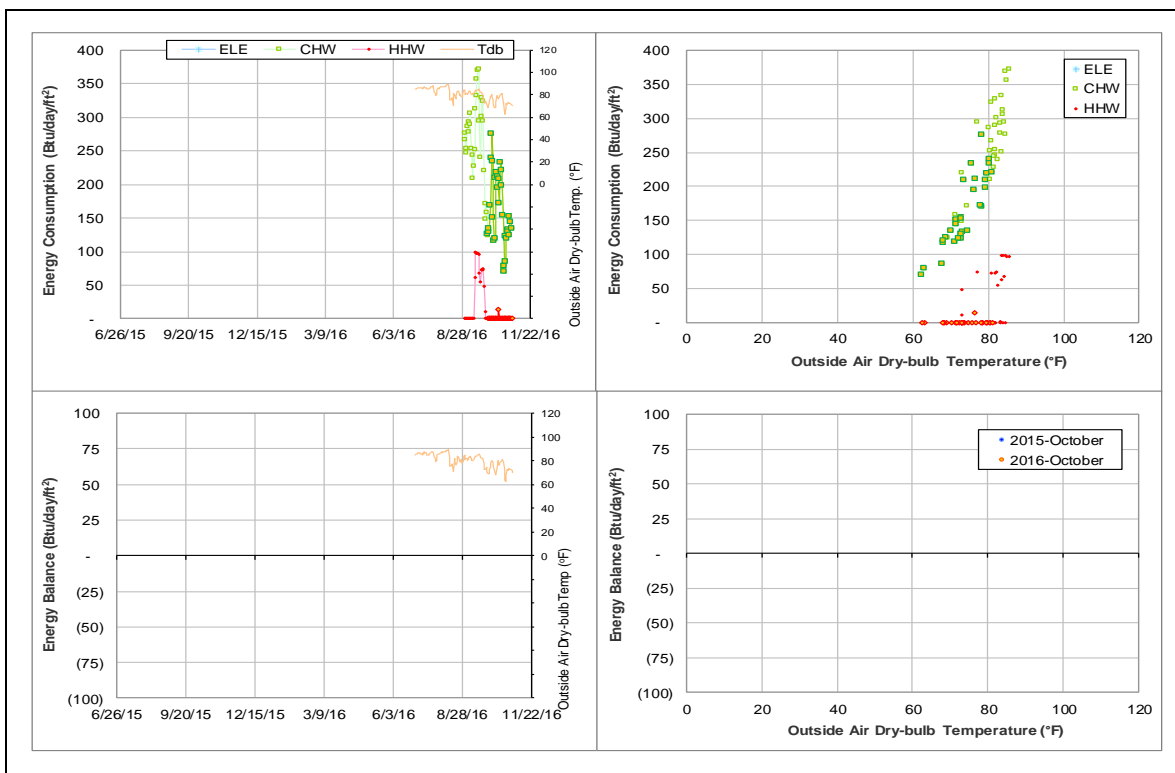 ELE CHW HHW Tdb
Energy Consumption (Btu/day/ft²)
400
350
300
250
200
150
100
50
-
120
100
80
60
40
20
0
Outside Air Dry-bulb Temp. (°F)
6/26/15 9/20/15 12/15/15 3/9/16 6/3/16 8/28/16 11/22/16
Energy Consumption (Btu/day/ft²)
400
350
300
250
200
150
100
50
-
ELE
CHW
HHW
0 20 40 60 80 100 120
Outside Air Dry-bulb Temperature (°F)
Energy Balance (Btu/day/ft²)
100
75
50
25
-
(25)
(50)
(75)
(100)
120
100
80
60
40
20
0
Outside Air Dry-bulb Temp (°F)
6/26/15 9/20/15 12/15/15 3/9/16 6/3/16 8/28/16 11/22/16
Energy Balance (Btu/day/ft²)
100
75
50
25
-
(25)
(50)
(75)
(100)
2015-October
2016-October
0 20 40 60 80 100 120
Outside Air Dry-bulb Temperature (°F)